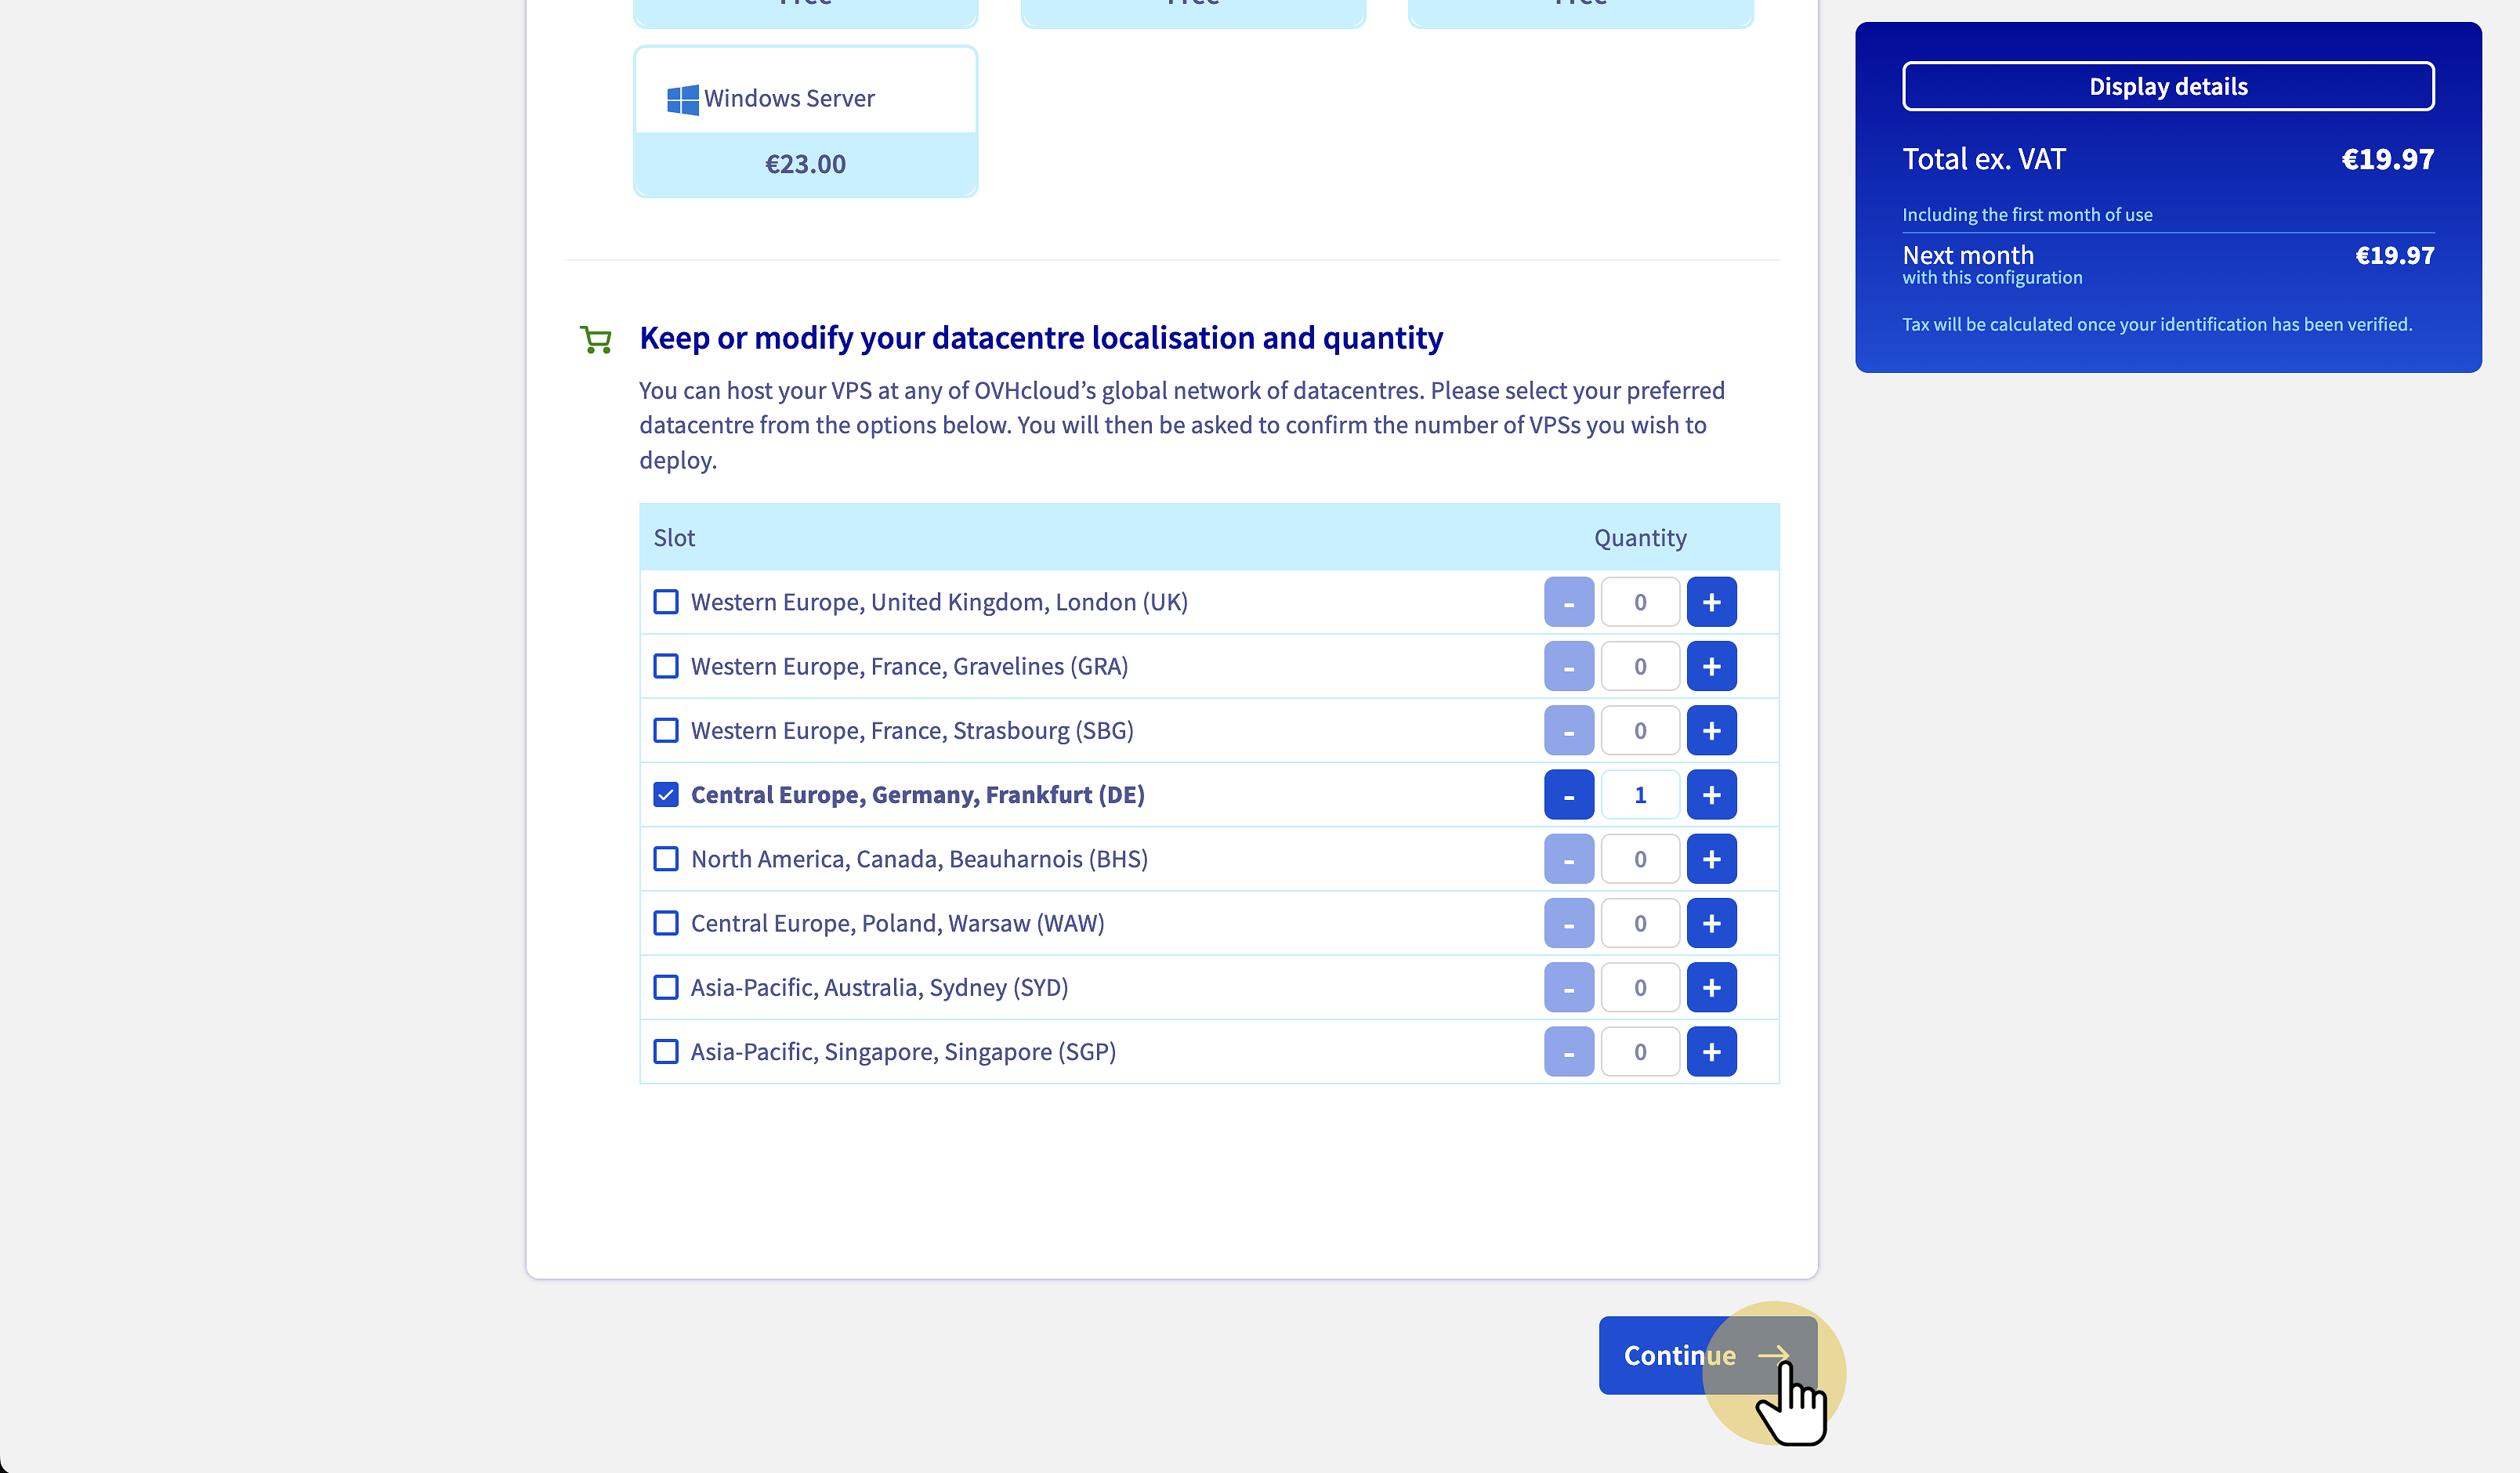 Free Free Free
Windows Server
€23.00
Display details
Total ex. VAT €19.97
Including the first month of use
Next month €19.97
with this configuration
Tax will be calculated once your identification has been verified.
Keep or modify your datacentre localisation and quantity
You can host your VPS at any of OVHcloud’s global network of datacentres. Please select your preferred
datacentre from the options below. You will then be asked to confirm the number of VPSs you wish to
deploy.
Slot Quantity
Western Europe, United Kingdom, London (UK) - 0 +
Western Europe, France, Gravelines (GRA) - 0 +
Western Europe, France, Strasbourg (SBG) - 0 +
Central Europe, Germany, Frankfurt (DE) - 1 +
North America, Canada, Beauharnois (BHS) - 0 +
Central Europe, Poland, Warsaw (WAW) - 0 +
Asia-Pacific, Australia, Sydney (SYD) - 0 +
Asia-Pacific, Singapore, Singapore (SGP) - 0 +
Continue →